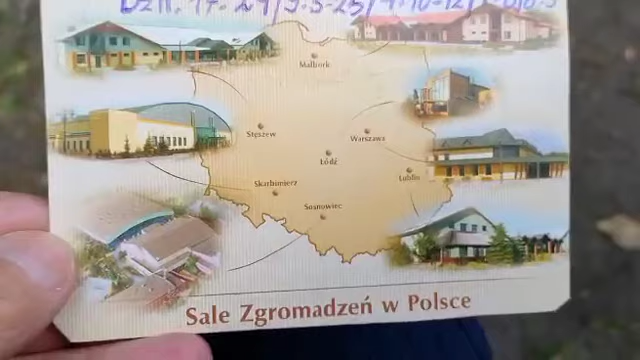 Malbork
Stęszew
Warszawa
Łódź
Lublin
Skarbimierz
Sosnowiec
Sale Zgromadzeń w Polsce